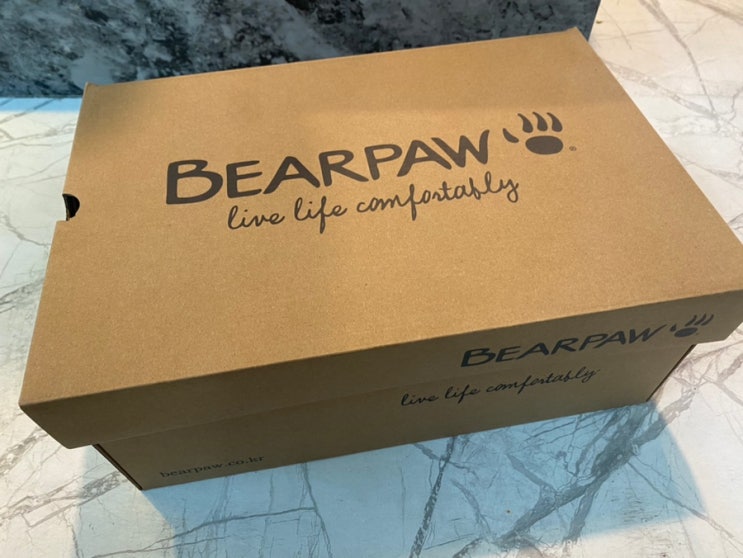 BEARPAW®
live life comfortably
BEARPAW
live life comfortably
bearpaw.co.kr